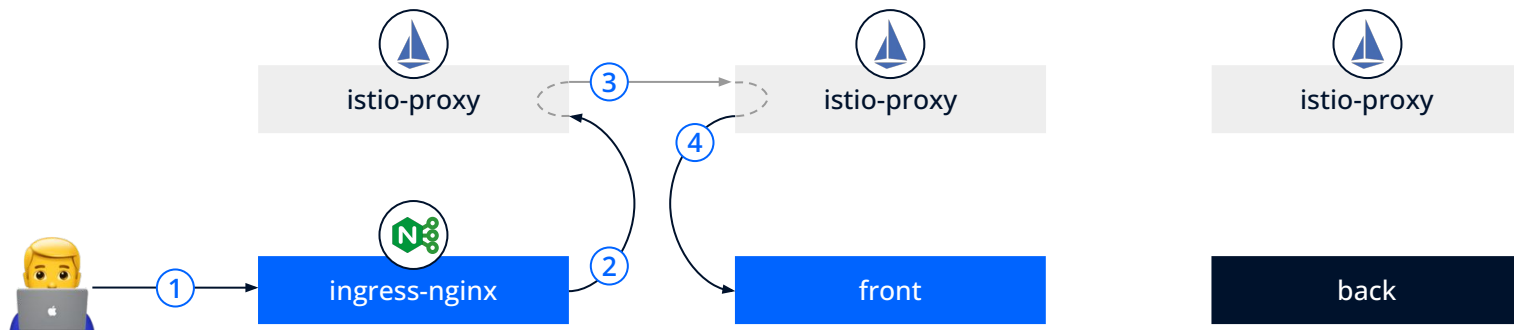 istio-proxy
3
istio-proxy
istio-proxy
4
N
1
ingress-nginx
2
front
back